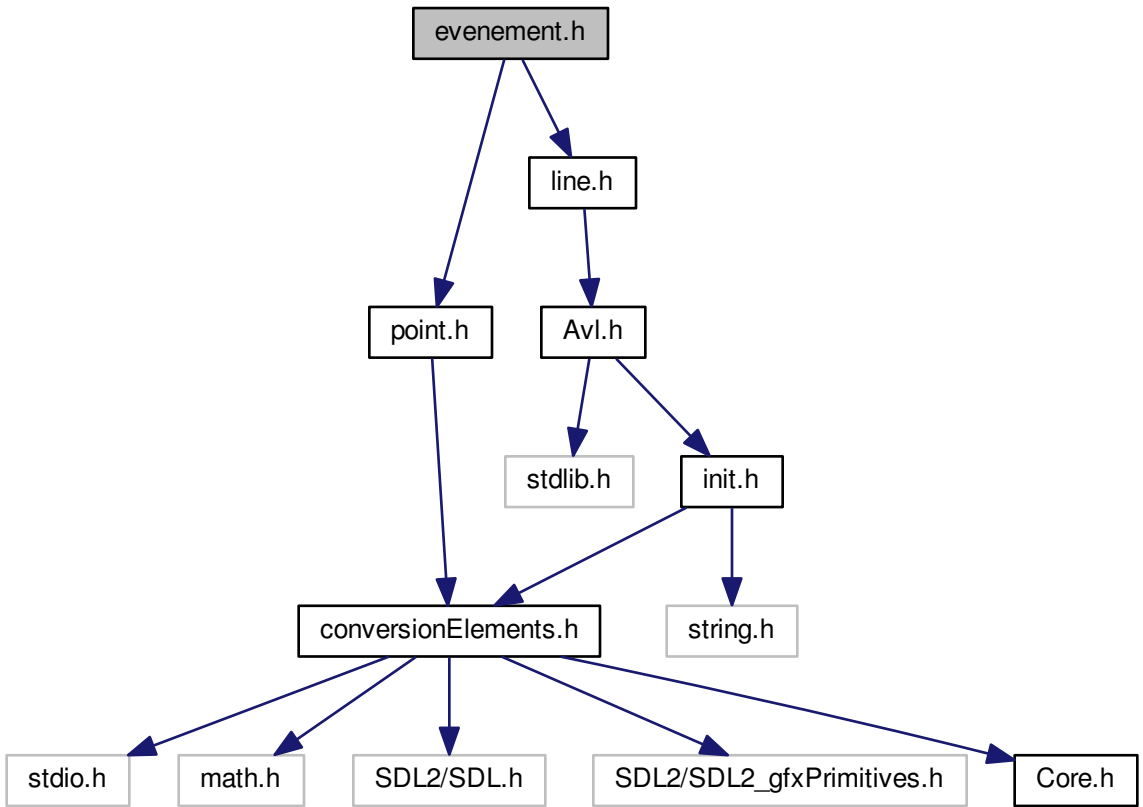 evenement.h
line.h
point.h
Avl.h
stdlib.h
init.h
conversionElements.h
string.h
stdio.h
math.h
SDL2/SDL.h
SDL2/SDL2_gfxPrimitives.h
Core.h